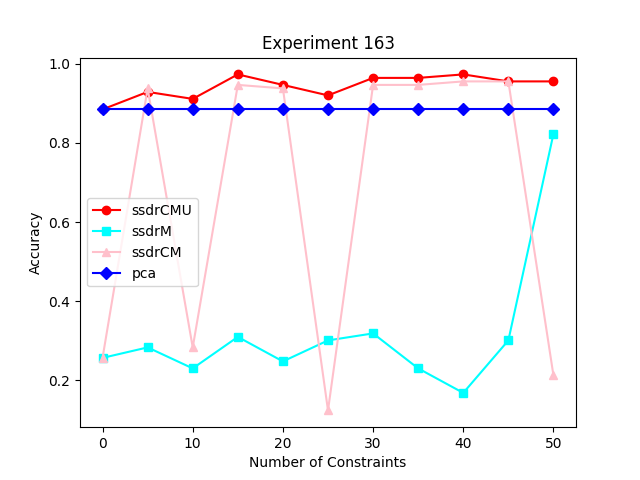 Experiment 163
Accuracy
1.0
0.8
0.6
0.4
0.2
ssdrCMU
ssdrM
ssdrCM
pca
0 10 20 30 40 50
Number of Constraints